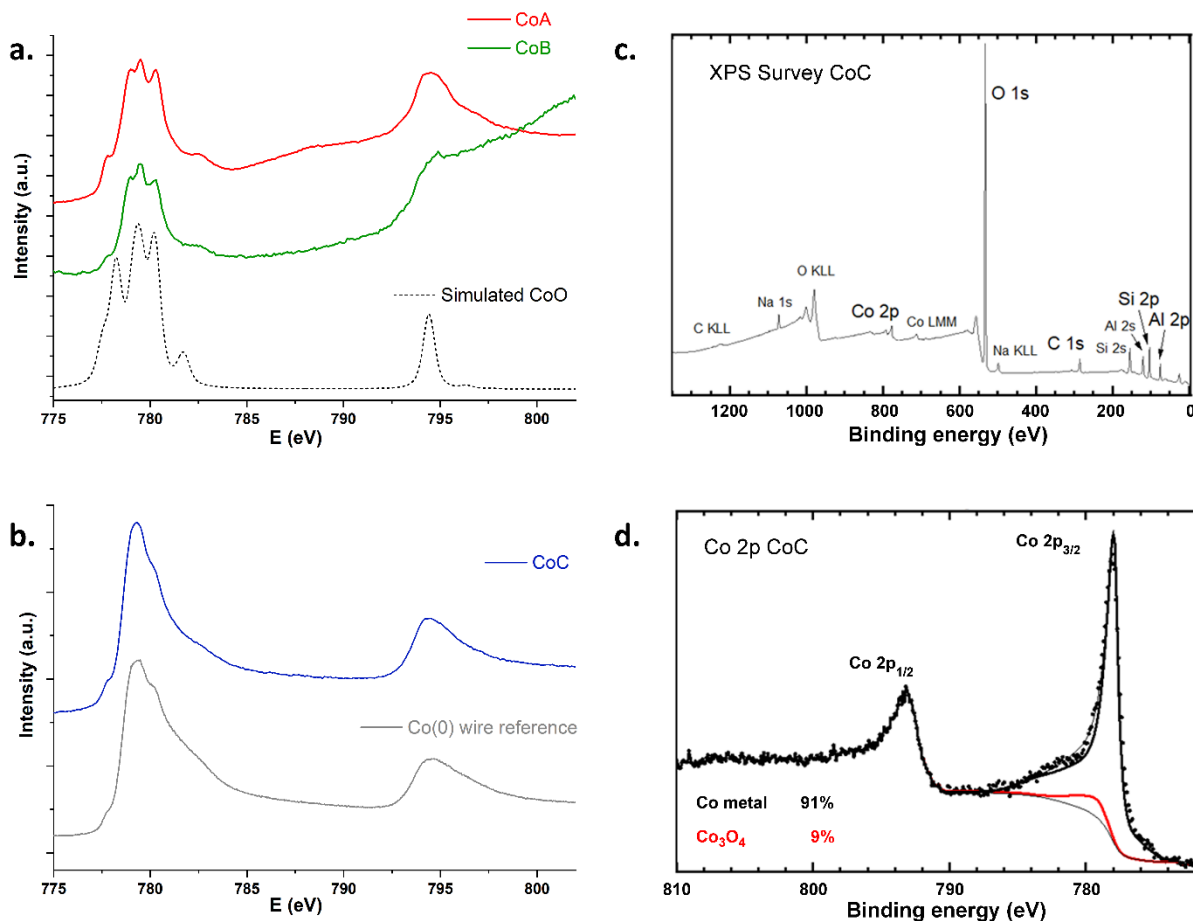 a.
CoA
CoB
Simulated CoO
Intensity (a.u.)
775 780 785 790 795 800
E (eV)
c.
XPS Survey CoC
O 1s
O KLL
Na 1s
C KLL
Co 2p
Co LMM
Na KLL
C 1s
Si 2s
Al 2s
Si 2p
Al 2p
1200 1000 800 600 400 200 0
Binding energy (eV)
b.
CoC
Co(0) wire reference
Intensity (a.u.)
775 780 785 790 795 800
E (eV)
d.
Co 2p CoC
Co 2p3/2
Co 2p1/2
Co metal 91%
Co3O4 9%
810 800 790 780
Binding energy (eV)